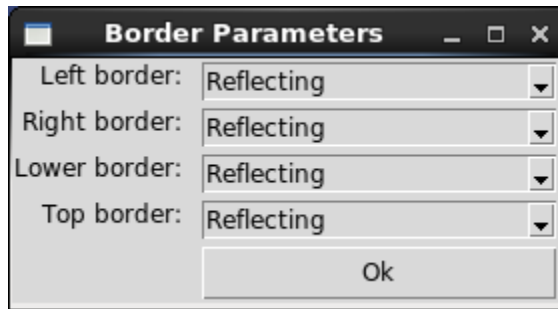 Border Parameters
Left border: Reflecting
Right border: Reflecting
Lower border: Reflecting
Top border: Reflecting
Ok